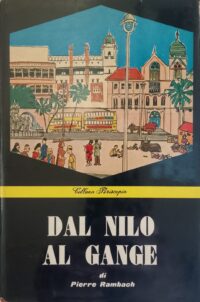 Collana Periscopio
DAL NILO
AL GANGE
di
Pierre Rambach